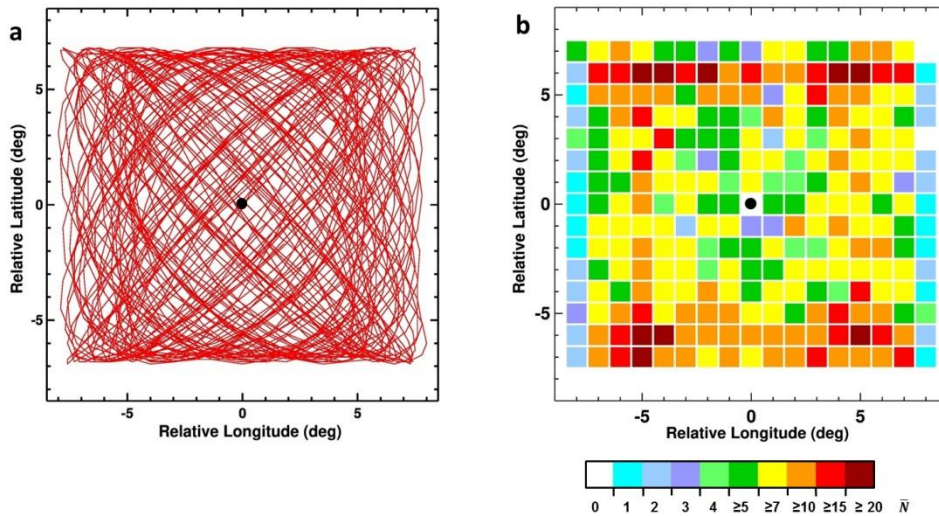 a
5
0
-5
Relative Latitude (deg)
-5 0 5
Relative Longitude (deg)
b
5
0
-5
Relative Latitude (deg)
-5 0 5
Relative Longitude (deg)
0 1 2 3 4 ≥5 ≥7 ≥10 ≥15 ≥ 20 N̅